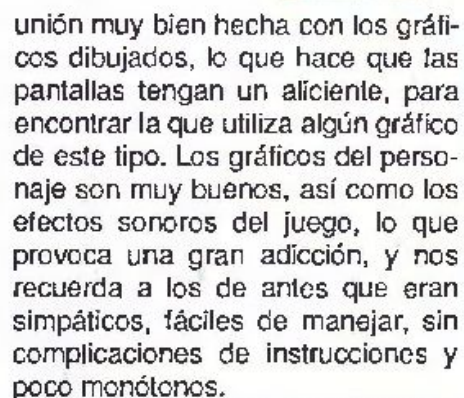 unión muy bien hecha con los gráfi-
cos dibujados, lo que hace que las
pantallas tengan un aliciente, para
encontrar la que utiliza algún gráfico
de este tipo. Los gráficos del perso-
naje son muy buenos, así como los
efectos sonoros del juego, lo que
provoca una gran adicción, y nos
recuerda a los de antes que eran
simpáticos, fáciles de manejar, sin
complicaciones de instrucciones y
poco monótonos.